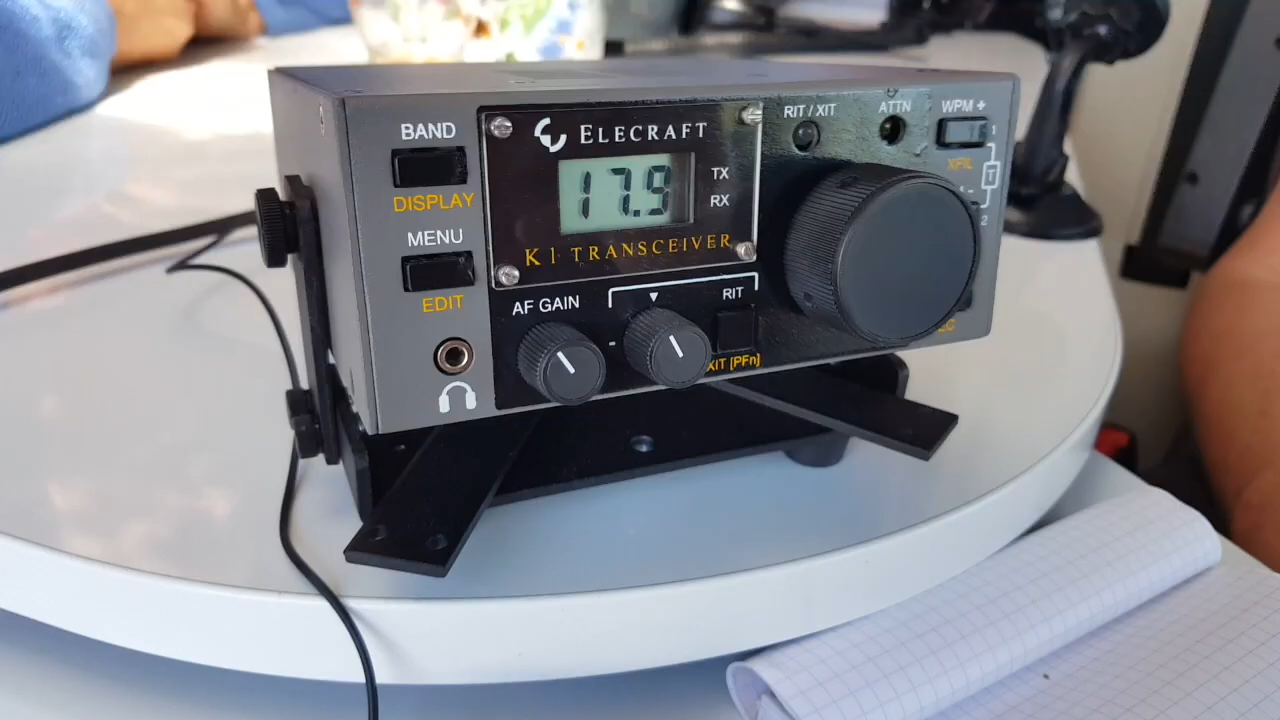 BAND
DISPLAY
MENU
EDIT
ELECRAFT
17.9
TX
RX
K1 TRANSCEIVER
AF GAIN
-
RIT
XIT [PFn]
RIT / XIT
ATTN
WPM +
1
XFIL
T
-
2